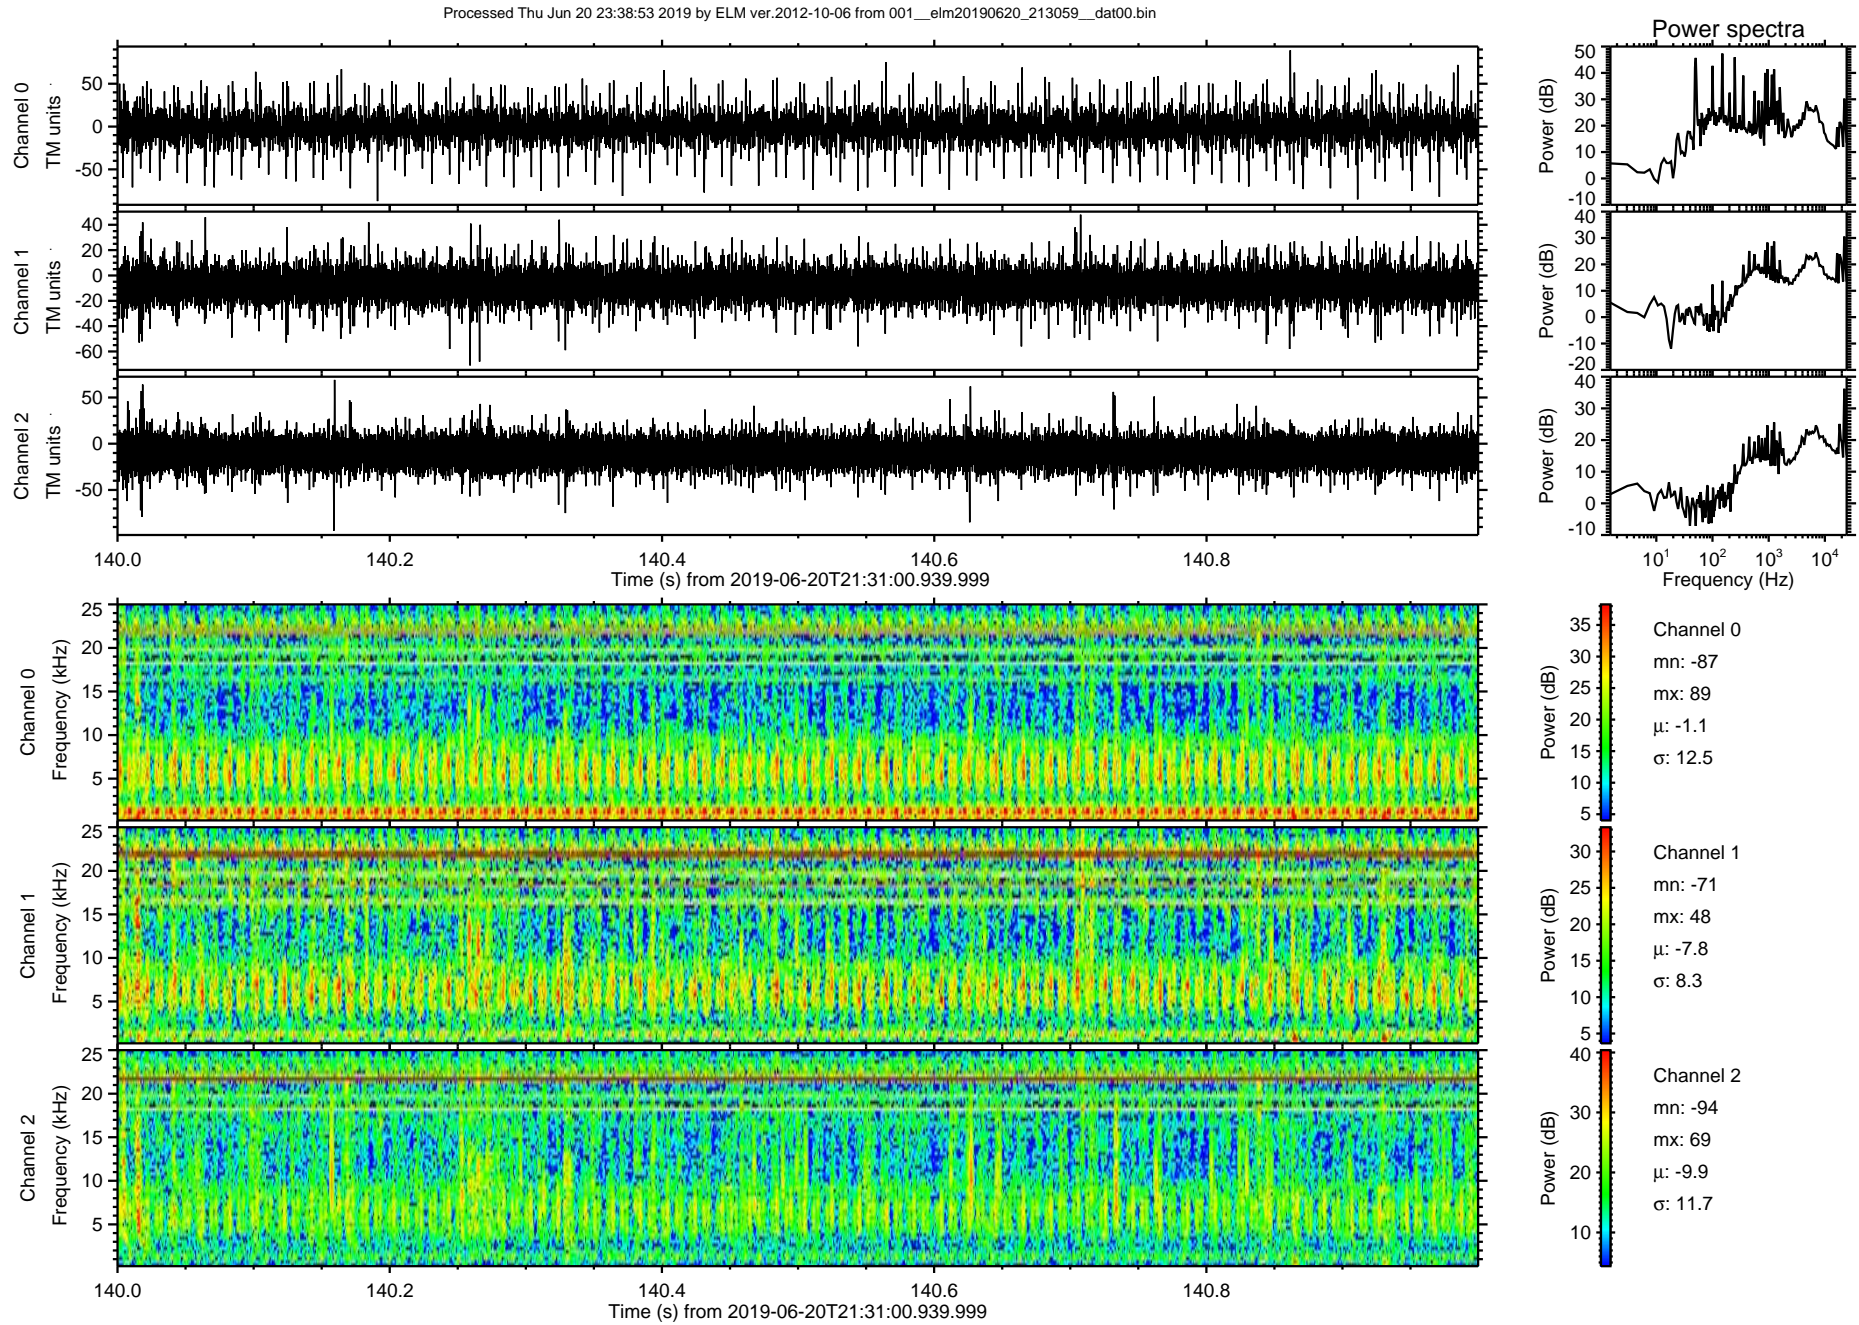 Processed Thu Jun 20 23:38:53 2019 by ELM ver.2012-10-06 from 001__elm20190620_213059__dat00.bin
Power spectra
Channel 0
TM units
50
0
-50
Power (dB)
50
40
30
20
10
0
-10
Channel 1
TM units
40
20
0
-20
-40
-60
Power (dB)
40
30
20
10
0
-10
-20
Channel 2
TM units
50
0
-50
Power (dB)
40
30
20
10
0
-10
140.0 140.2 140.4 140.6 140.8
Time (s) from 2019-06-20T21:31:00.939.999
10^1 10^2 10^3 10^4
Frequency (Hz)
Channel 0
Frequency (kHz)
25
20
15
10
5
Power (dB)
35
30
25
20
15
10
5
Channel 0
mn: -87
mx: 89
μ: -1.1
σ: 12.5
Channel 1
Frequency (kHz)
25
20
15
10
5
Power (dB)
30
25
20
15
10
5
Channel 1
mn: -71
mx: 48
μ: -7.8
σ: 8.3
Channel 2
Frequency (kHz)
25
20
15
10
5
Power (dB)
40
30
20
10
Channel 2
mn: -94
mx: 69
μ: -9.9
σ: 11.7
140.0 140.2 140.4 140.6 140.8
Time (s) from 2019-06-20T21:31:00.939.999